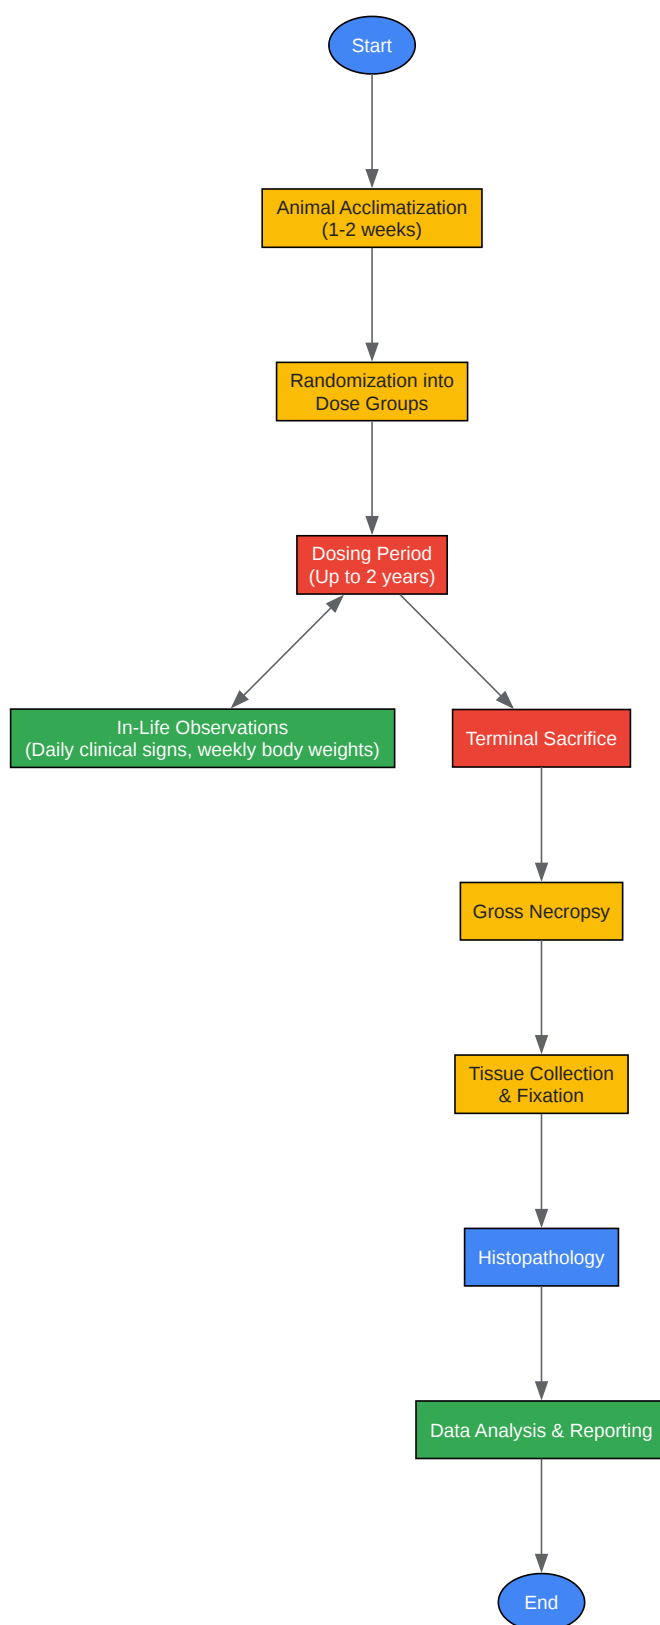 Start
Animal Acclimatization
(1-2 weeks)
Randomization into
Dose Groups
Dosing Period
(Up to 2 years)
In-Life Observations
(Daily clinical signs, weekly body weights)
Terminal Sacrifice
Gross Necropsy
Tissue Collection
& Fixation
Histopathology
Data Analysis & Reporting
End